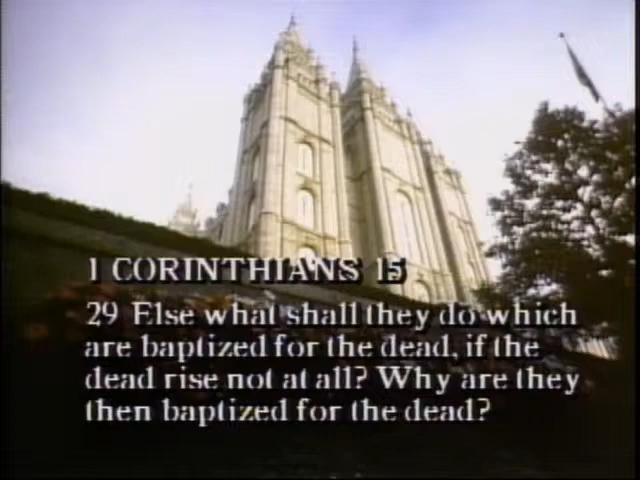 1 CORINTHIANS 15
29 Else what shall they do which
are baptized for the dead, if the
dead rise not at all? Why are they
then baptized for the dead?